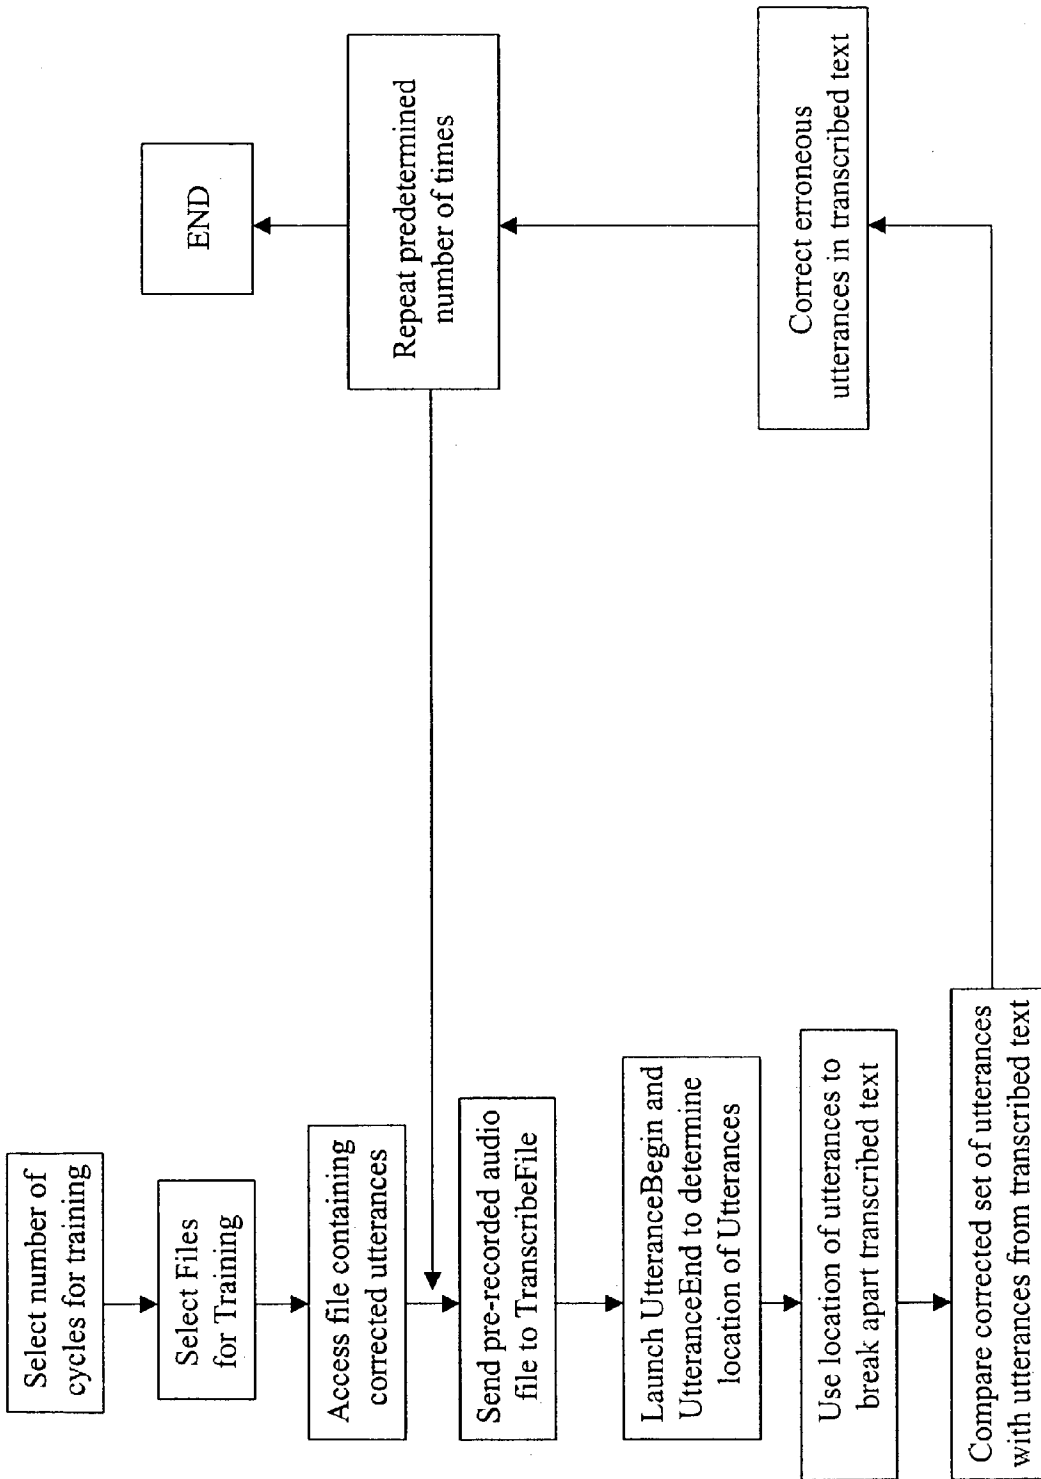 Select number of
cycles for training
Select Files
for Training
Access file containing
corrected utterances
Send pre-recorded audio
file to TranscribeFile
Launch UtteranceBegin and
UtteranceEnd to determine
location of Utterances
Use location of utterances to
break apart transcribed text
Compare corrected set of utterances
with utterances from transcribed text
Correct erroneous
utterances in transcribed text
Repeat predetermined
number of times
END